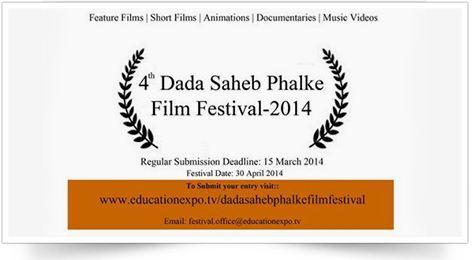 Feature Films | Short Films | Animations | Documentaries | Music Videos
4th Dada Saheb Phalke
Film Festival-2014
Regular Submission Deadline: 15 March 2014
Festival Date: 30 April 2014
To Submit your entry visit::
www.educationexpo.tv/dadasahebphalkefilmfestival
Email: festival.office@educationexpo.tv